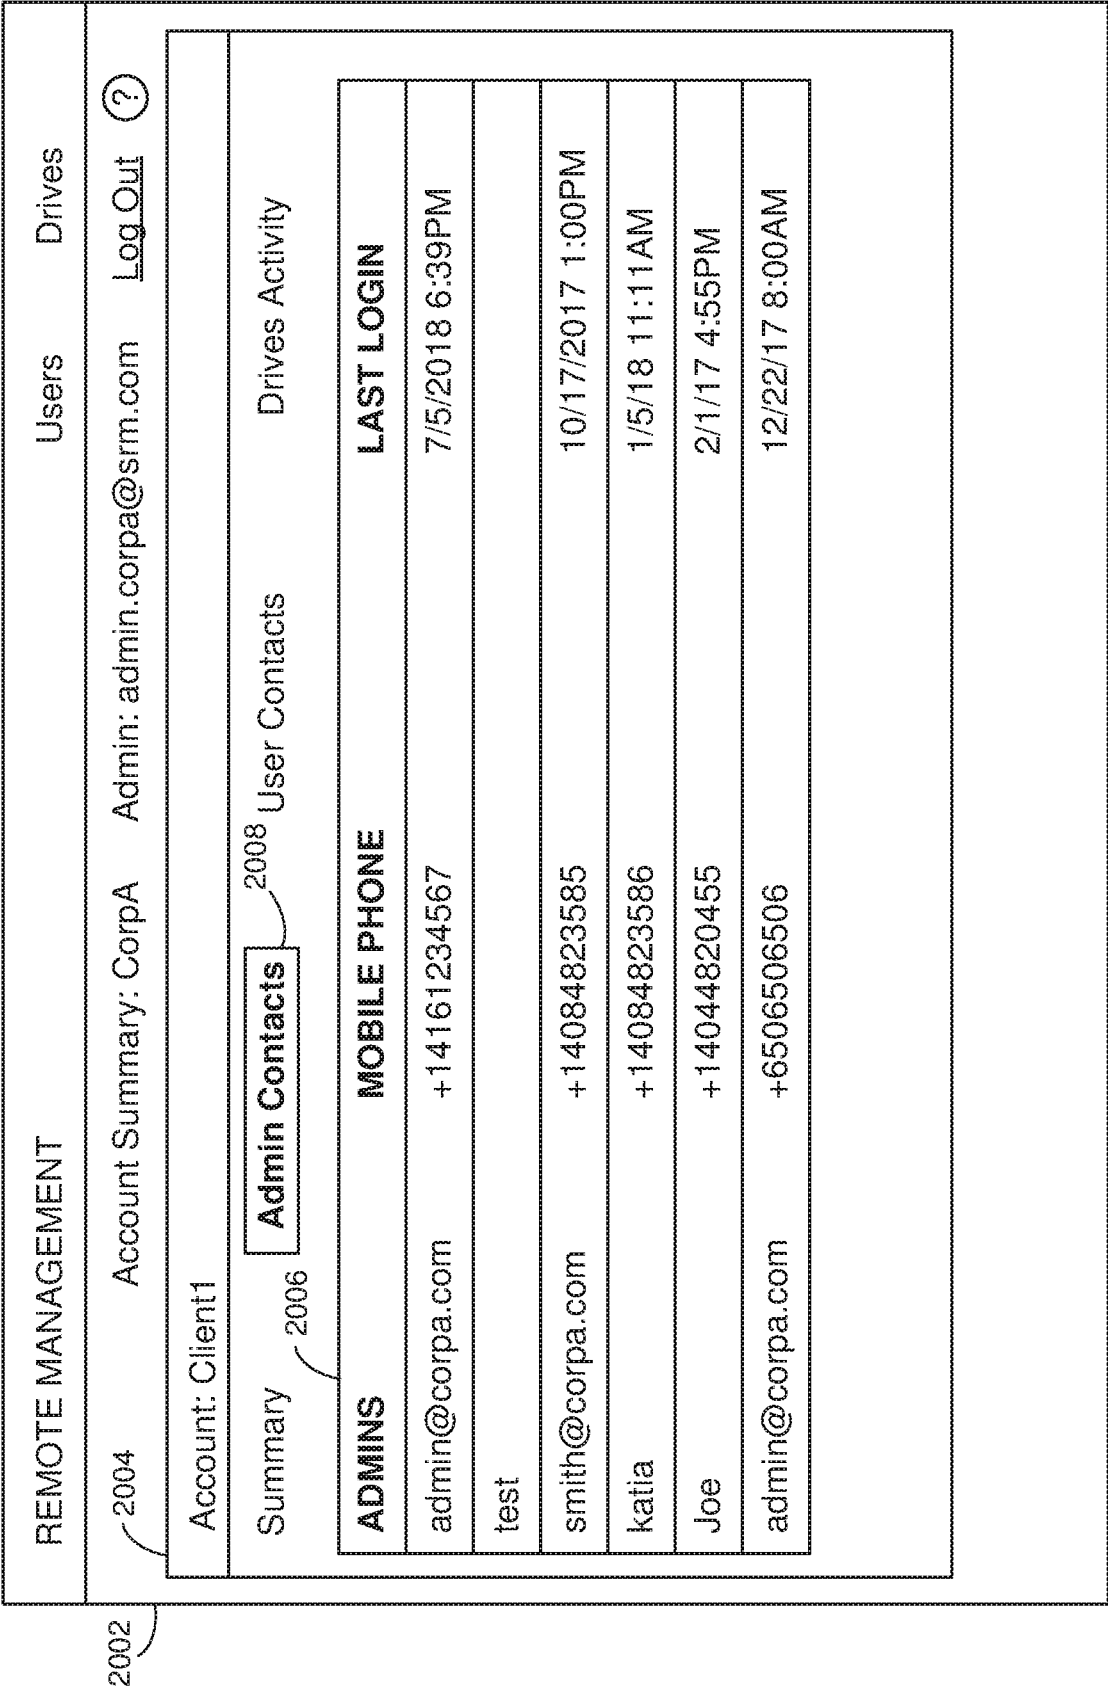 REMOTE MANAGEMENT Users Drives
2002
2004 Account Summary: CorpA Admin: admin.corpa@srm.com Log Out ?
Account: Client1
2008
Summary Admin Contacts User Contacts Drives Activity
2006
ADMINS MOBILE PHONE LAST LOGIN
admin@corpa.com +14161234567 7/5/2018 6:39PM
test
smith@corpa.com +14084823585 10/17/2017 1:00PM
katia +14084823586 1/5/18 11:11AM
Joe +14044820455 2/1/17 4:55PM
admin@corpa.com +6506506506 12/22/17 8:00AM